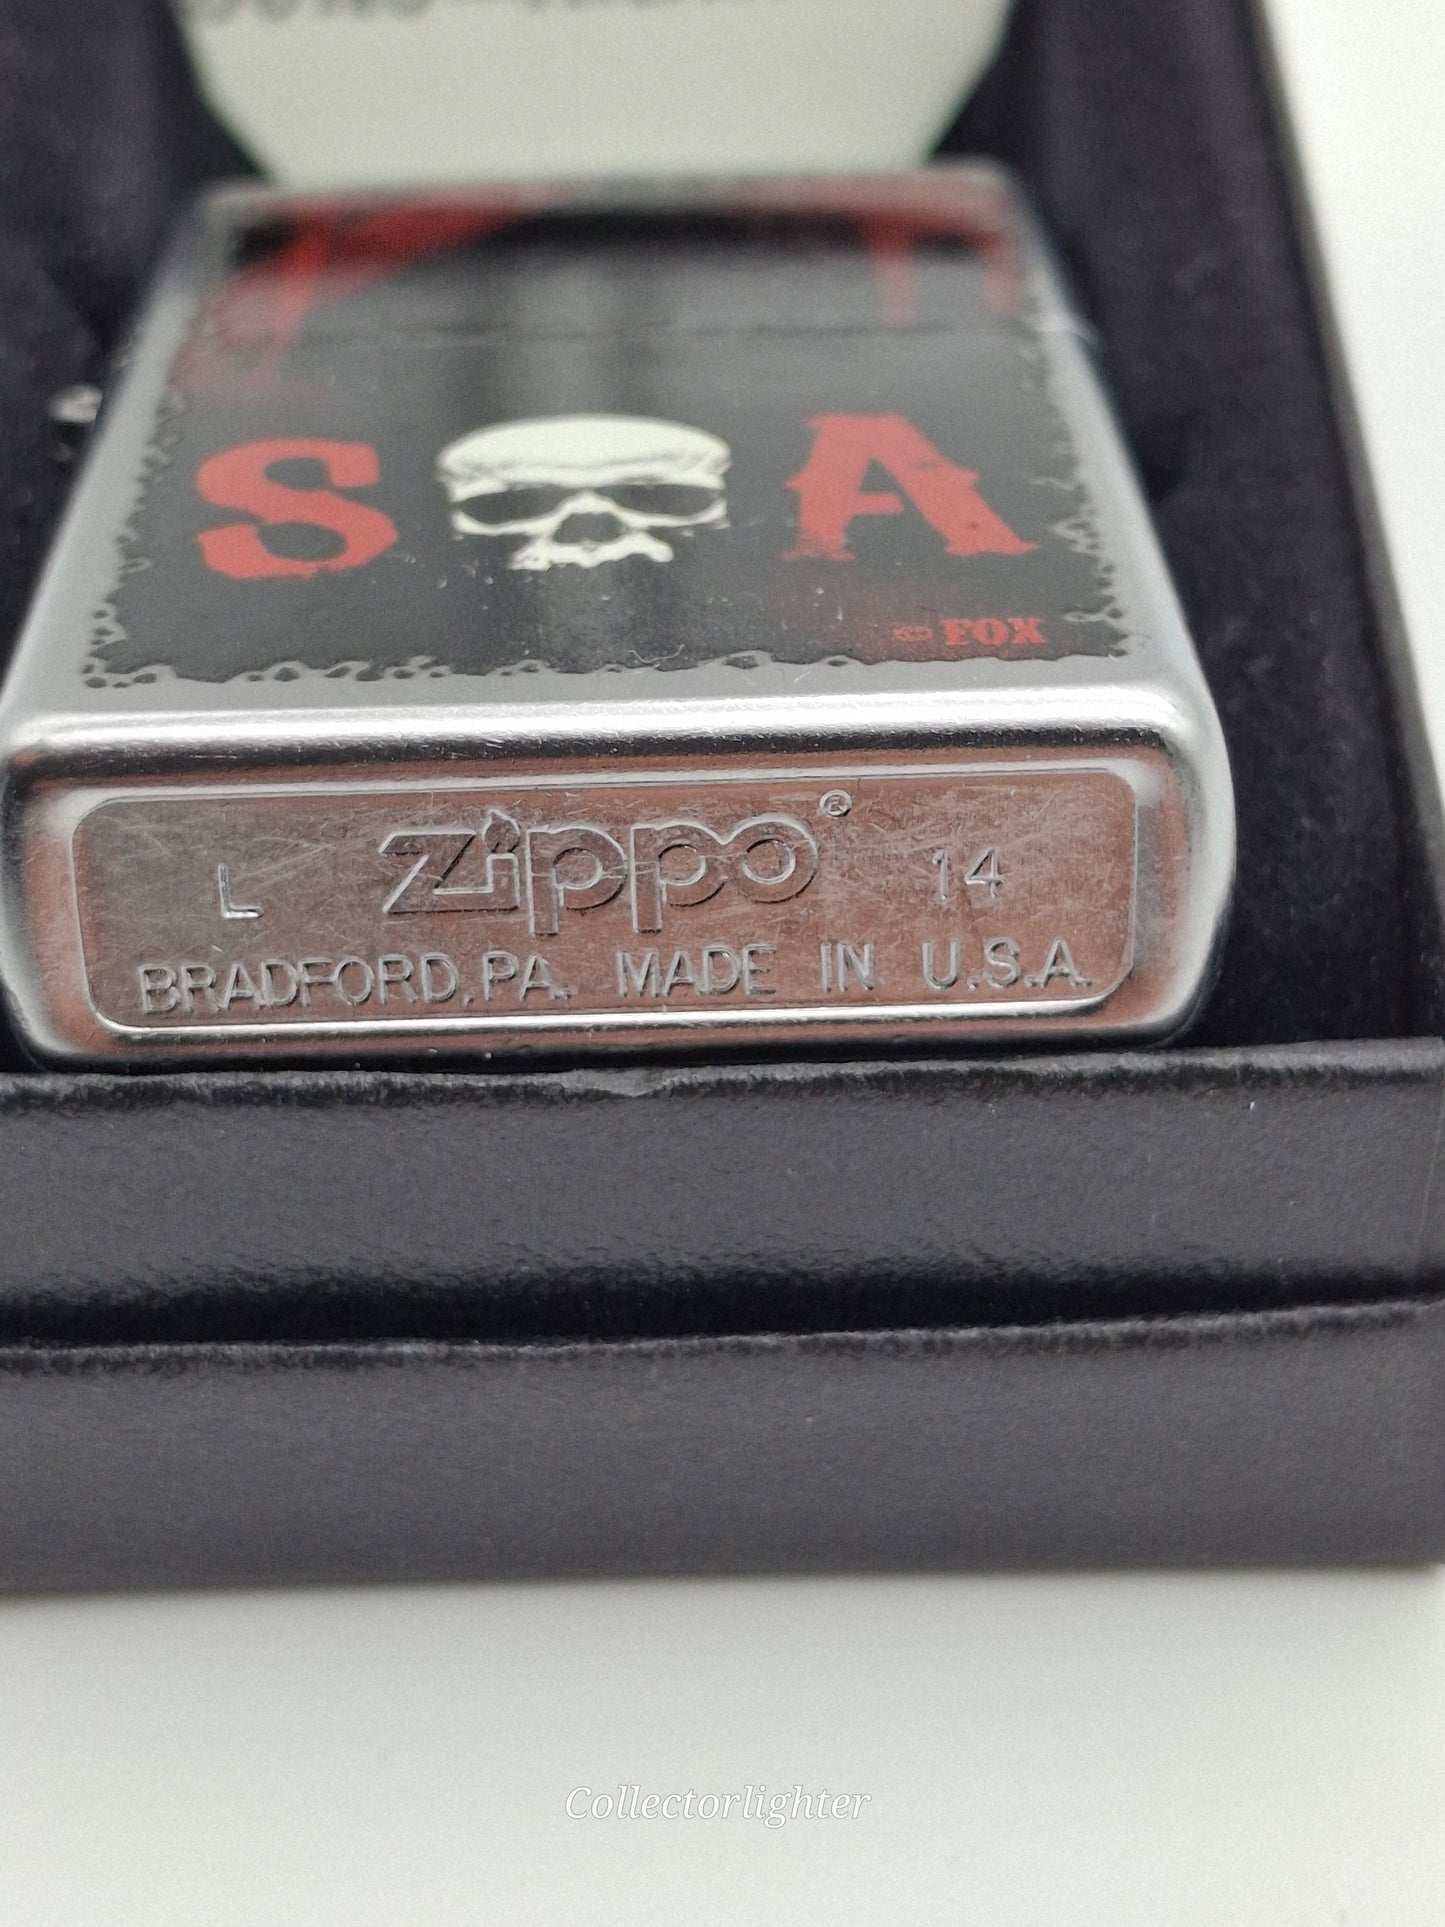 S A
© FOX
Zippo®
L 14
BRADFORD, PA. MADE IN U.S.A.
Collectorlighter